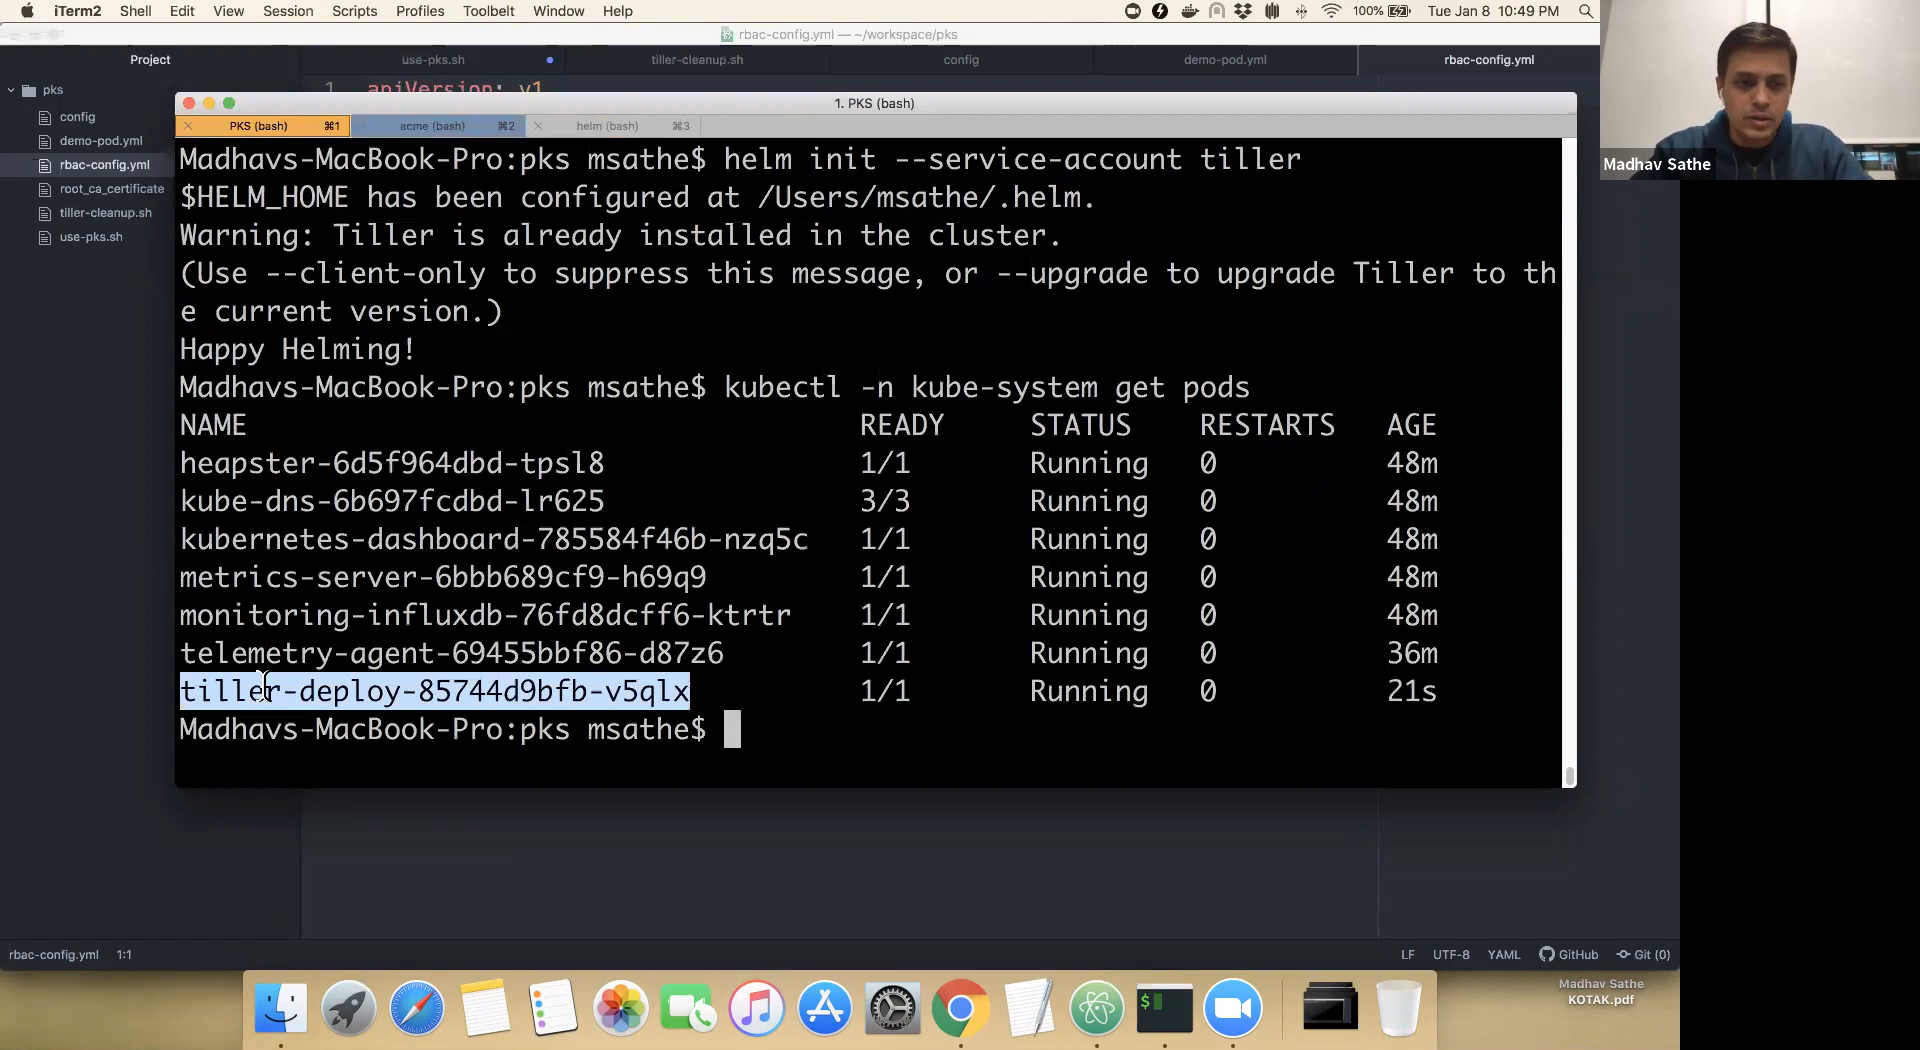 iTerm2 Shell Edit View Session Scripts Profiles Toolbelt Window Help 100% Tue Jan 8 10:49 PM
rbac-config.yml — ~/workspace/pks
Project use-pks.sh tiller-cleanup.sh config demo-pod.yml rbac-config.yml
1 apiVersion: v1
pks
config
demo-pod.yml
rbac-config.yml
root_ca_certificate
tiller-cleanup.sh
use-pks.sh
1. PKS (bash)
PKS (bash) ⌘1 acme (bash) ⌘2 helm (bash) ⌘3
Madhavs-MacBook-Pro:pks msathe$ helm init --service-account tiller
$HELM_HOME has been configured at /Users/msathe/.helm.
Warning: Tiller is already installed in the cluster.
(Use --client-only to suppress this message, or --upgrade to upgrade Tiller to th
e current version.)
Happy Helming!
Madhavs-MacBook-Pro:pks msathe$ kubectl -n kube-system get pods
NAME READY STATUS RESTARTS AGE
heapster-6d5f964dbd-tpsl8 1/1 Running 0 48m
kube-dns-6b697fcdbd-lr625 3/3 Running 0 48m
kubernetes-dashboard-785584f46b-nzq5c 1/1 Running 0 48m
metrics-server-6bbb689cf9-h69q9 1/1 Running 0 48m
monitoring-influxdb-76fd8dcff6-ktrtr 1/1 Running 0 48m
telemetry-agent-69455bbf86-d87z6 1/1 Running 0 36m
tiller-deploy-85744d9bfb-v5qlx 1/1 Running 0 21s
Madhavs-MacBook-Pro:pks msathe$
Madhav Sathe
rbac-config.yml 1:1 LF UTF-8 YAML GitHub Git (0)
Madhav Sathe
KOTAK.pdf
$